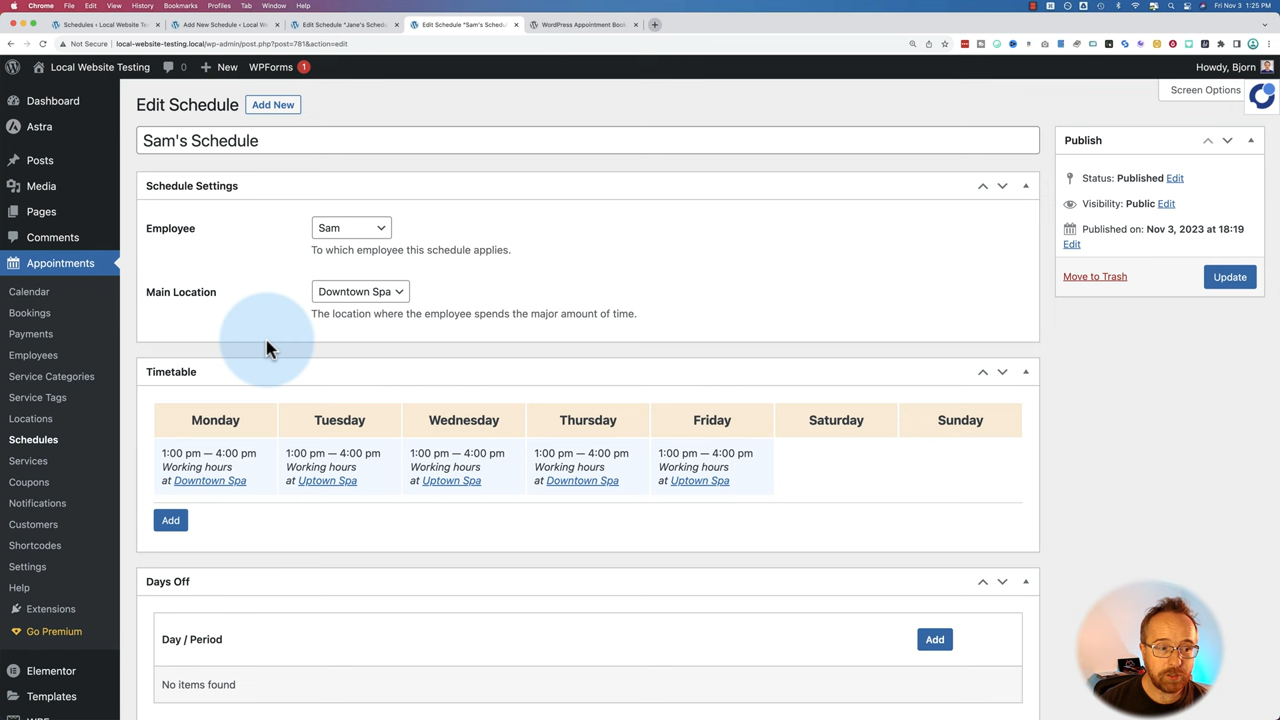 Chrome File Edit View History Bookmarks Profiles Tab Window Help
Fri Nov 3 1:25 PM
Schedules ‹ Local Website Test
Add New Schedule ‹ Local We
Edit Schedule "Jane's Schedu
Edit Schedule "Sam's Schedul
WordPress Appointment Book
Not Secure local-website-testing.local/wp-admin/post.php?post=781&action=edit
Local Website Testing 0 New WPForms 1
Howdy, Bjorn
Screen Options
Dashboard
Astra
Posts
Media
Pages
Comments
Appointments
Calendar
Bookings
Payments
Employees
Service Categories
Service Tags
Locations
Schedules
Services
Coupons
Notifications
Customers
Shortcodes
Settings
Help
Extensions
Go Premium
Elementor
Templates
Edit Schedule Add New
Sam's Schedule
Schedule Settings
Employee Sam
To which employee this schedule applies.
Main Location Downtown Spa
The location where the employee spends the major amount of time.
Timetable
Monday Tuesday Wednesday Thursday Friday Saturday Sunday
1:00 pm — 4:00 pm 1:00 pm — 4:00 pm 1:00 pm — 4:00 pm 1:00 pm — 4:00 pm 1:00 pm — 4:00 pm
Working hours Working hours Working hours Working hours Working hours
at Downtown Spa at Uptown Spa at Uptown Spa at Downtown Spa at Uptown Spa
Add
Days Off
Day / Period Add
No items found
Publish
Status: Published Edit
Visibility: Public Edit
Published on: Nov 3, 2023 at 18:19
Edit
Move to Trash Update